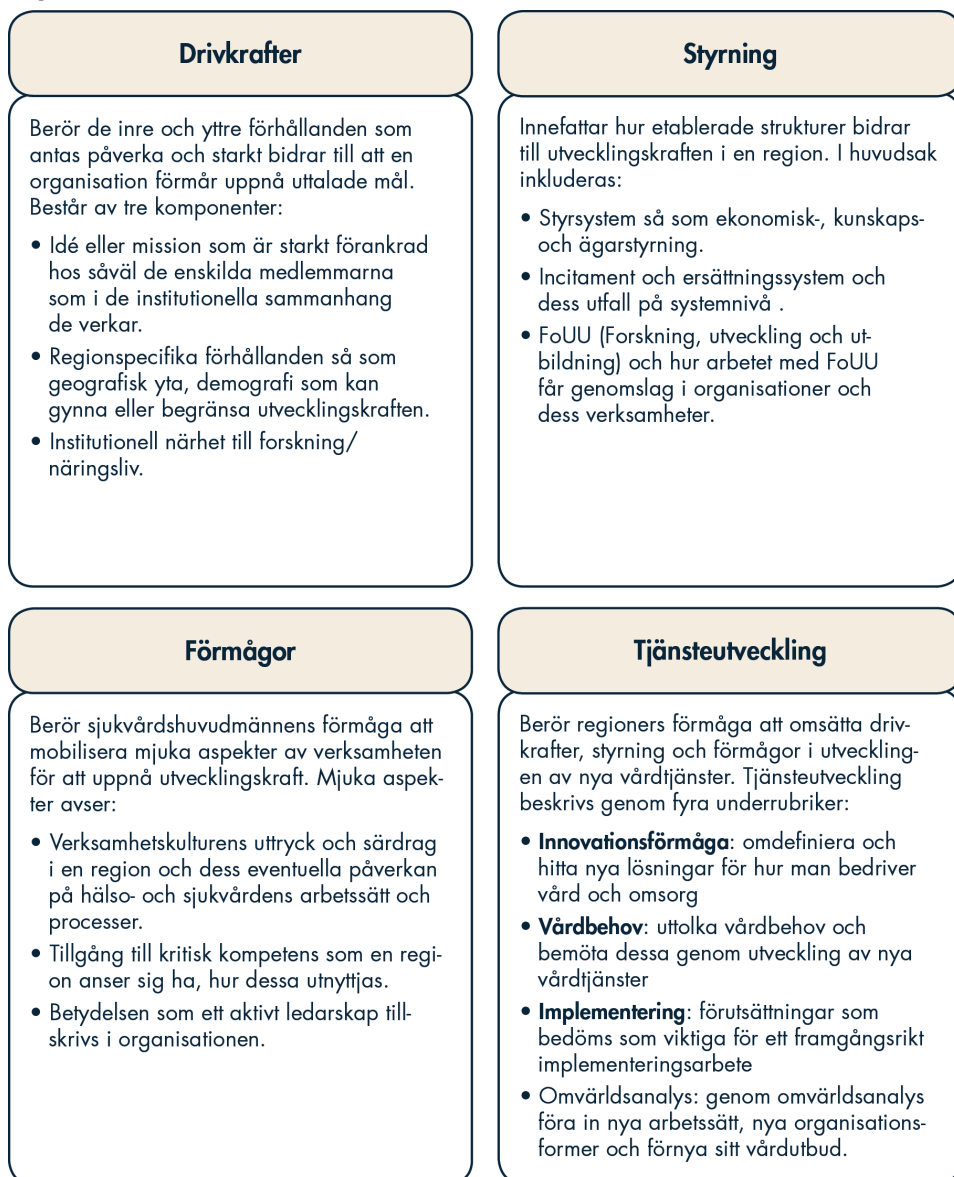 Drivkrafter
Berör de inre och yttre förhållanden som
antas påverka och starkt bidrar till att en
organisation förmår uppnå uttalade mål.
Består av tre komponenter:
• Idé eller mission som är starkt förankrad
hos såväl de enskilda medlemmarna
som i de institutionella sammanhang
de verkar.
• Regionspecifika förhållanden så som
geografisk yta, demografi som kan
gynna eller begränsa utvecklingskraften.
• Institutionell närhet till forskning/
näringsliv.
Styrning
Innefattar hur etablerade strukturer bidrar
till utvecklingskraften i en region. I huvudsak
inkluderas:
• Styrsystem så som ekonomisk-, kunskaps-
och ägarstyrning.
• Incitament och ersättningssystem och
dess utfall på systemnivå .
• FoUU (Forskning, utveckling och ut-
bildning) och hur arbetet med FoUU
får genomslag i organisationer och
dess verksamheter.
Förmågor
Berör sjukvårdshuvudmännens förmåga att
mobilisera mjuka aspekter av verksamheten
för att uppnå utvecklingskraft. Mjuka aspek-
ter avser:
• Verksamhetskulturens uttryck och särdrag
i en region och dess eventuella påverkan
på hälso- och sjukvårdens arbetssätt och
processer.
• Tillgång till kritisk kompetens som en regi-
on anser sig ha, hur dessa utnyttjas.
• Betydelsen som ett aktivt ledarskap till-
skrivs i organisationen.
Tjänsteutveckling
Berör regioners förmåga att omsätta driv-
krafter, styrning och förmågor i utveckling-
en av nya vårdtjänster. Tjänsteutveckling
beskrivs genom fyra underrubriker:
• Innovationsförmåga: omdefiniera och
hitta nya lösningar för hur man bedriver
vård och omsorg
• Vårdbehov: uttolka vårdbehov och
bemöta dessa genom utveckling av nya
vårdtjänster
• Implementering: förutsättningar som
bedöms som viktiga för ett framgångsrikt
implementeringsarbete
• Omvärldsanalys: genom omvärldsanalys
föra in nya arbetssätt, nya organisations-
former och förnya sitt vårdutbud.